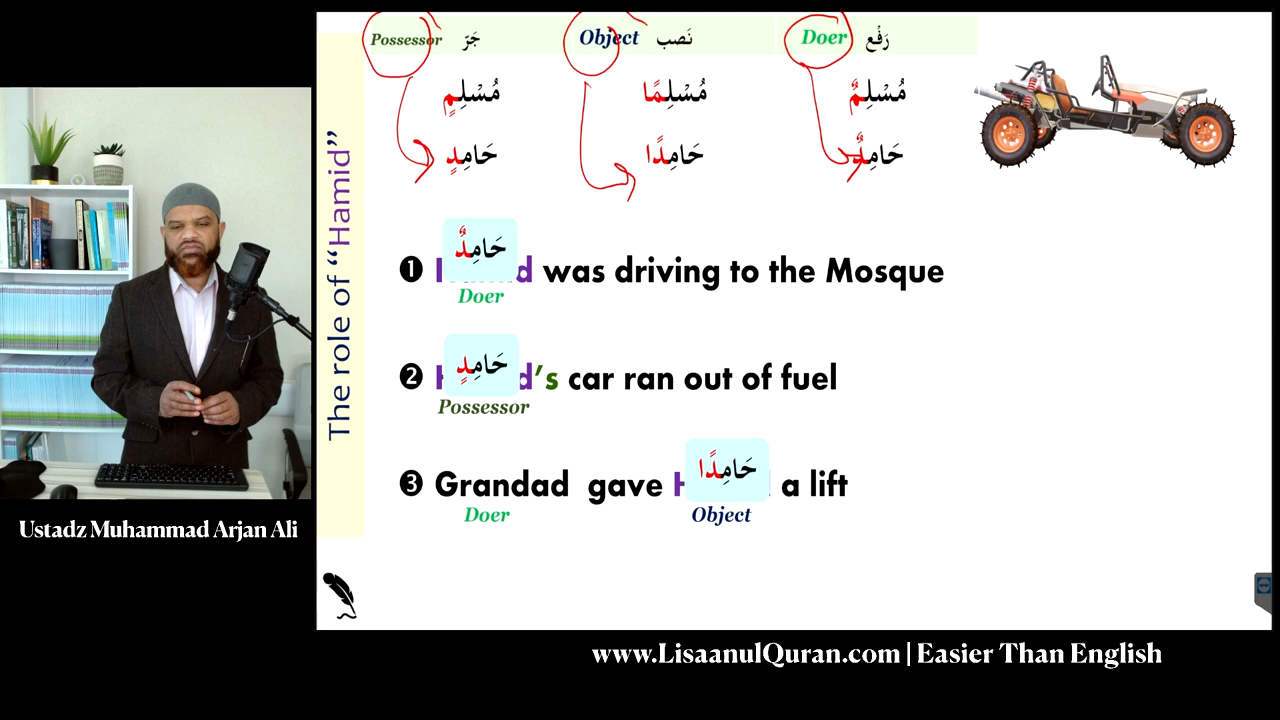 Possessor جَرّ Object نَصب Doer رَفْع
مُسْلِمٍ مُسْلِمًا مُسْلِمٌ
حَامِدٍ حَامِدًا حَامِدٌ
The role of “Hamid”
❶ حَامِدٌ was driving to the Mosque
Doer
❷ حَامِدٍ ’s car ran out of fuel
Possessor
❸ Grandad gave حَامِدًا a lift
Doer Object
Ustadz Muhammad Arjan Ali
www.LisaanulQuran.com | Easier Than English